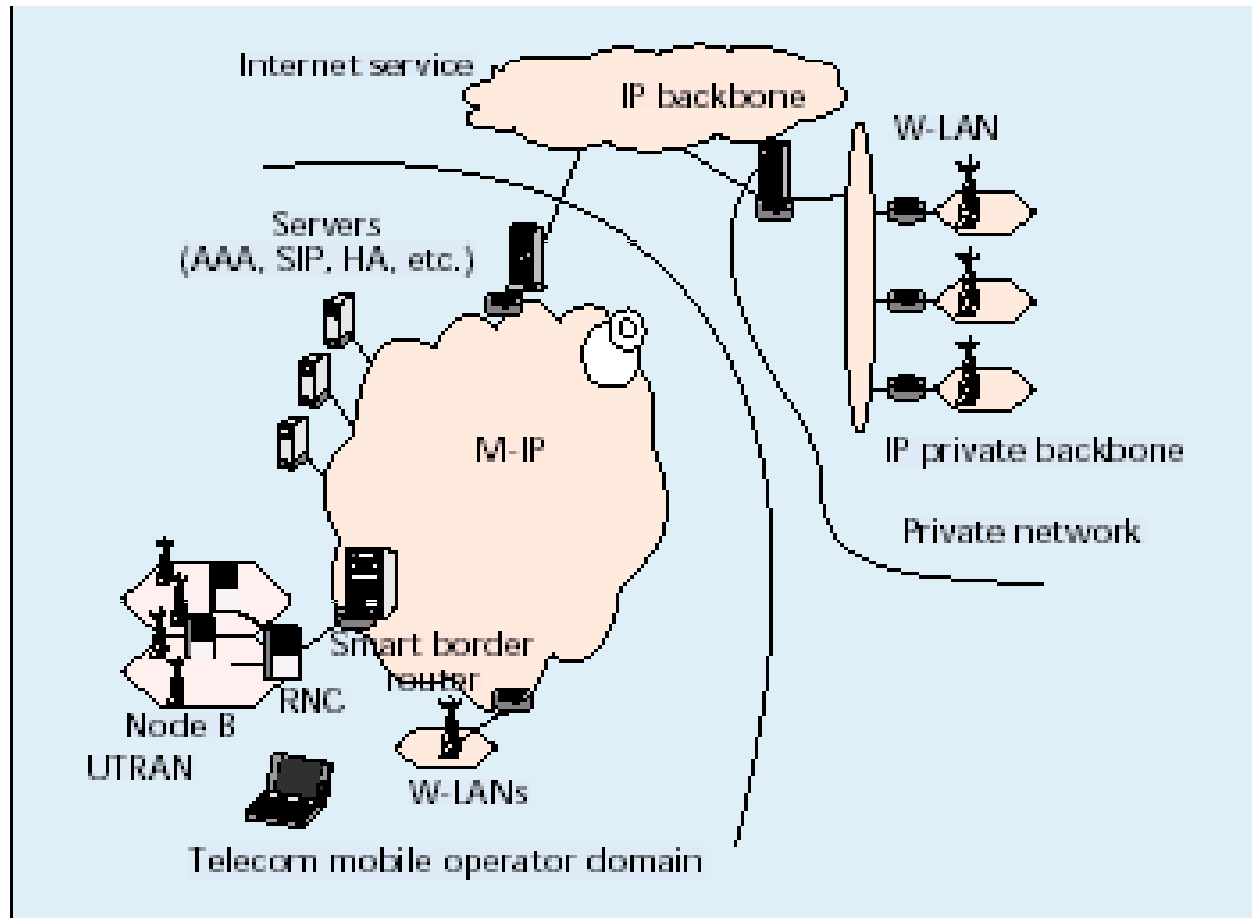 Internet service
IP backbone
W-LAN
Servers
(AAA, SIP, HA, etc.)
M-IP
IP private backbone
Private network
Smart border
router
RNC
Node B
UTRAN
W-LANs
Telecom mobile operator domain